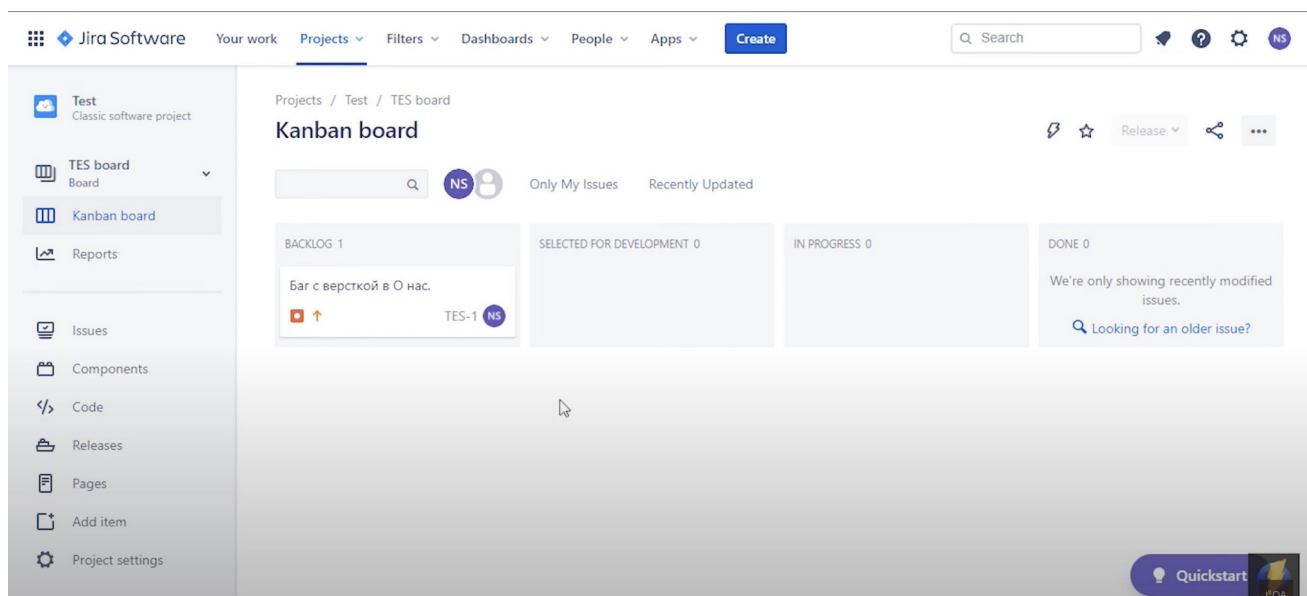 Jira Software Your work Projects Filters Dashboards People Apps Create Search NS
Test
Classic software project
TES board
Board
Kanban board
Reports
Issues
Components
Code
Releases
Pages
Add item
Project settings
Projects / Test / TES board
Kanban board
Release
NS Only My Issues Recently Updated
BACKLOG 1
Баг с версткой в О нас.
TES-1 NS
SELECTED FOR DEVELOPMENT 0
IN PROGRESS 0
DONE 0
We're only showing recently modified
issues.
Looking for an older issue?
Quickstart